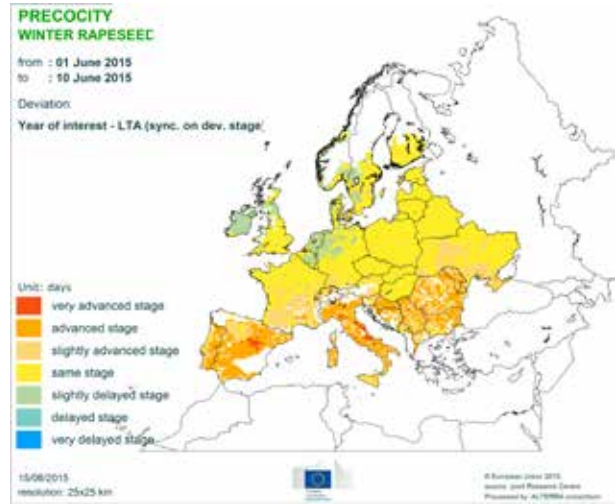 PRECOCITY
WINTER RAPESEED
from : 01 June 2015
to : 10 June 2015
Deviation
Year of interest - LTA (sync. on dev. stage)
Unit: days
very advanced stage
advanced stage
slightly advanced stage
same stage
slightly delayed stage
delayed stage
very delayed stage
15/06/2015
resolution: 25x25 km
© European Union 2015
source: Joint Research Centre
Processed by ALTERRA consortium